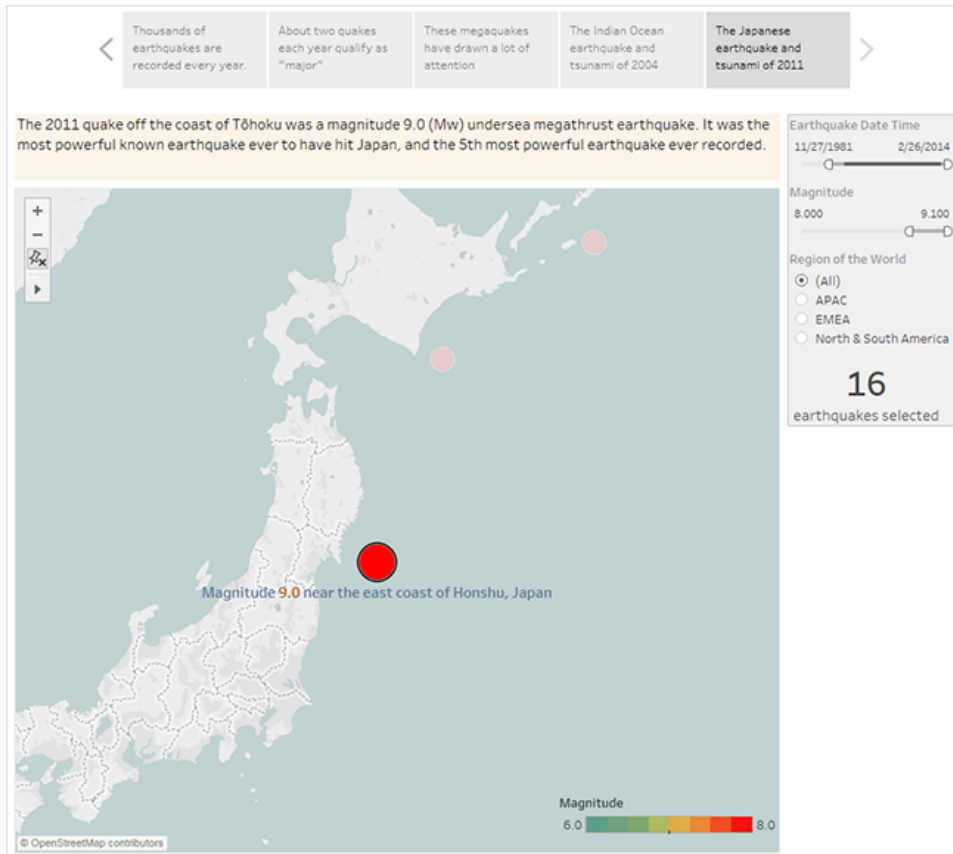 Thousands of
earthquakes are
recorded every year.
About two quakes
each year qualify as
"major"
These megaquakes
have drawn a lot of
attention
The Indian Ocean
earthquake and
tsunami of 2004
The Japanese
earthquake and
tsunami of 2011
The 2011 quake off the coast of Tōhoku was a magnitude 9.0 (Mw) undersea megathrust earthquake. It was the
most powerful known earthquake ever to have hit Japan, and the 5th most powerful earthquake ever recorded.
Earthquake Date Time
11/27/1981 2/26/2014
Magnitude
8.000 9.100
Region of the World
(All)
APAC
EMEA
North & South America
16
earthquakes selected
Magnitude 9.0 near the east coast of Honshu, Japan
Magnitude
6.0 8.0
© OpenStreetMap contributors